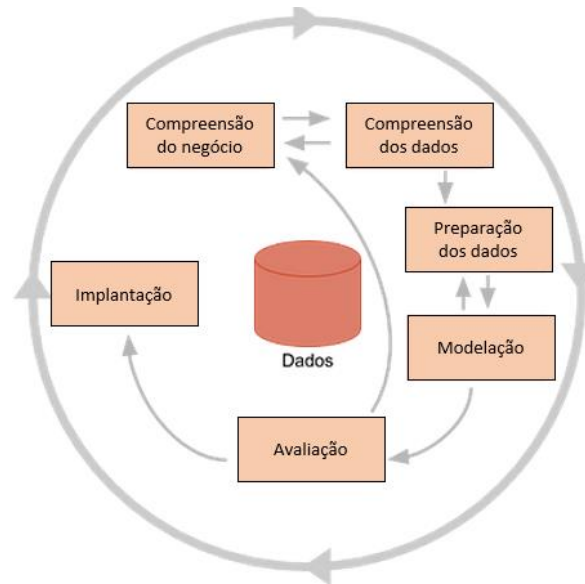 Compreensão
do negócio
Compreensão
dos dados
Preparação
dos dados
Implantação
Modelação
Dados
Avaliação